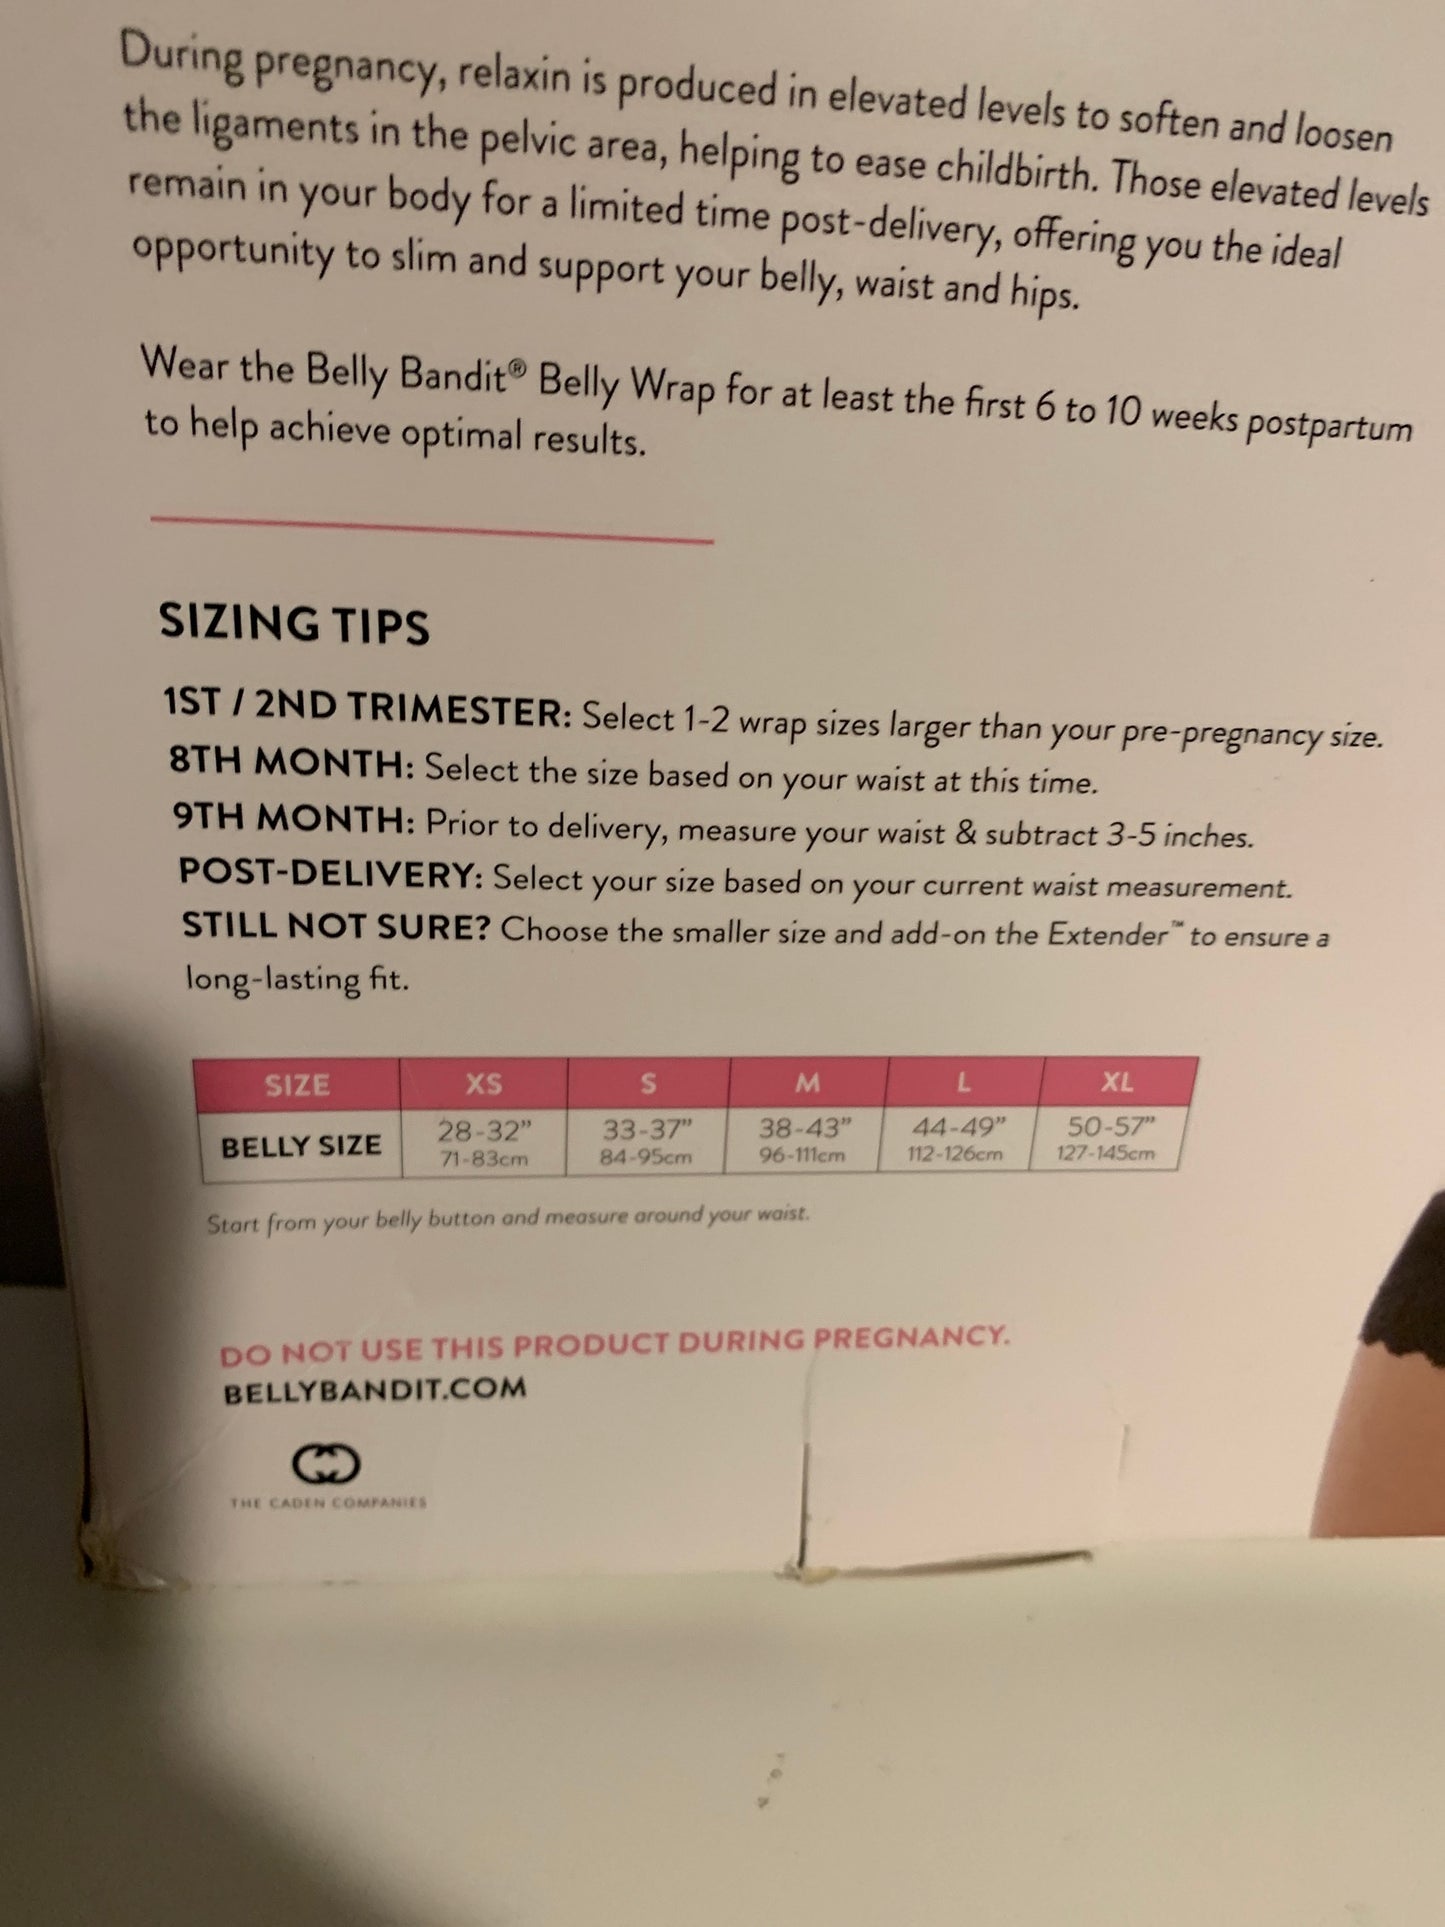 During pregnancy, relaxin is produced in elevated levels to soften and loosen
the ligaments in the pelvic area, helping to ease childbirth. Those elevated levels
remain in your body for a limited time post-delivery, offering you the ideal
opportunity to slim and support your belly, waist and hips.
Wear the Belly Bandit® Belly Wrap for at least the first 6 to 10 weeks postpartum
to help achieve optimal results.
SIZING TIPS
1ST / 2ND TRIMESTER: Select 1-2 wrap sizes larger than your pre-pregnancy size.
8TH MONTH: Select the size based on your waist at this time.
9TH MONTH: Prior to delivery, measure your waist & subtract 3-5 inches.
POST-DELIVERY: Select your size based on your current waist measurement.
STILL NOT SURE? Choose the smaller size and add-on the Extender™ to ensure a
long-lasting fit.
SIZE XS S M L XL
BELLY SIZE 28-32" 33-37" 38-43" 44-49" 50-57"
71-83cm 84-95cm 96-111cm 112-126cm 127-145cm
Start from your belly button and measure around your waist.
DO NOT USE THIS PRODUCT DURING PREGNANCY.
BELLYBANDIT.COM
THE CADEN COMPANIES